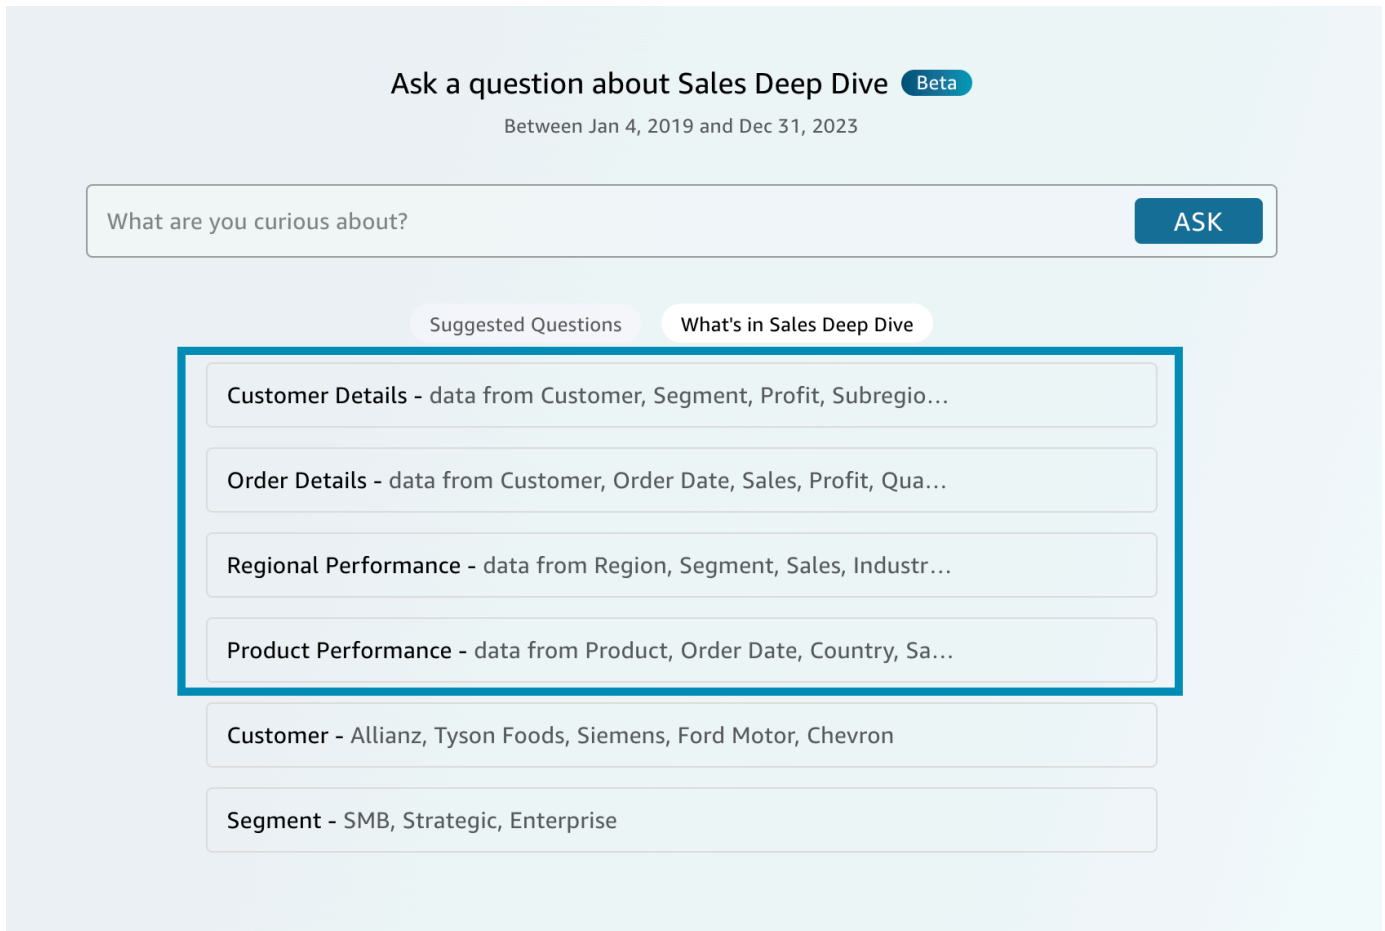 Ask a question about Sales Deep Dive Beta
Between Jan 4, 2019 and Dec 31, 2023
What are you curious about? ASK
Suggested Questions What's in Sales Deep Dive
Customer Details - data from Customer, Segment, Profit, Subregio...
Order Details - data from Customer, Order Date, Sales, Profit, Qua...
Regional Performance - data from Region, Segment, Sales, Industr...
Product Performance - data from Product, Order Date, Country, Sa...
Customer - Allianz, Tyson Foods, Siemens, Ford Motor, Chevron
Segment - SMB, Strategic, Enterprise